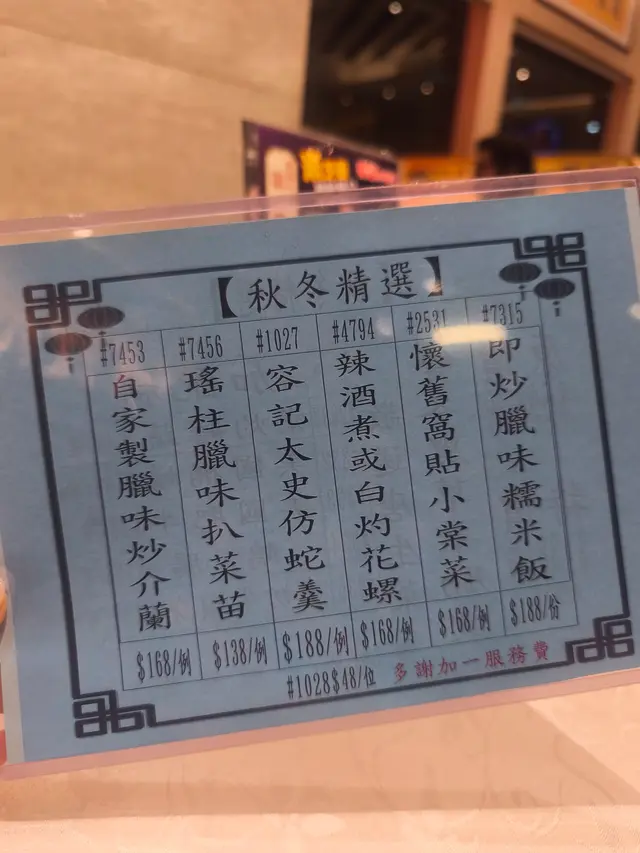 【秋冬精選】
#7315
即炒臘味糯米飯
$188/份
#2531
懷舊窩貼小棠菜
$168/例
#4794
辣酒煮或白灼花螺
$168/例
#1027
容記太史仿蛇羹
$188/例
#7456
瑤柱臘味扒菜苗
$138/例
#7453
自家製臘味炒介蘭
$168/例
#1028$48/位
多謝加一服務費